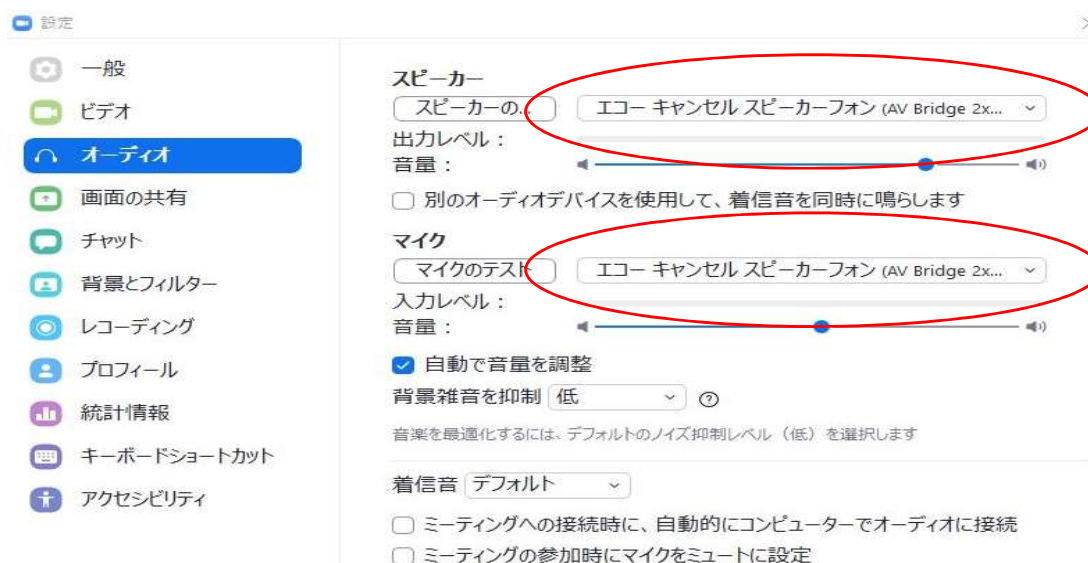 設定
一般
ビデオ
オーディオ
画面の共有
チャット
背景とフィルター
レコーディング
プロフィール
統計情報
キーボードショートカット
アクセシビリティ
スピーカー
スピーカーの... エコー キャンセル スピーカーフォン (AV Bridge 2x...
出力レベル：
音量：
別のオーディオデバイスを使用して、着信音を同時に鳴らします
マイク
マイクのテスト エコー キャンセル スピーカーフォン (AV Bridge 2x...
入力レベル：
音量：
自動で音量を調整
背景雑音を抑制 低
音楽を最適化するには、デフォルトのノイズ抑制レベル（低）を選択します
着信音 デフォルト
ミーティングへの接続時に、自動的にコンピューターでオーディオに接続
ミーティングの参加時にマイクをミュートに設定